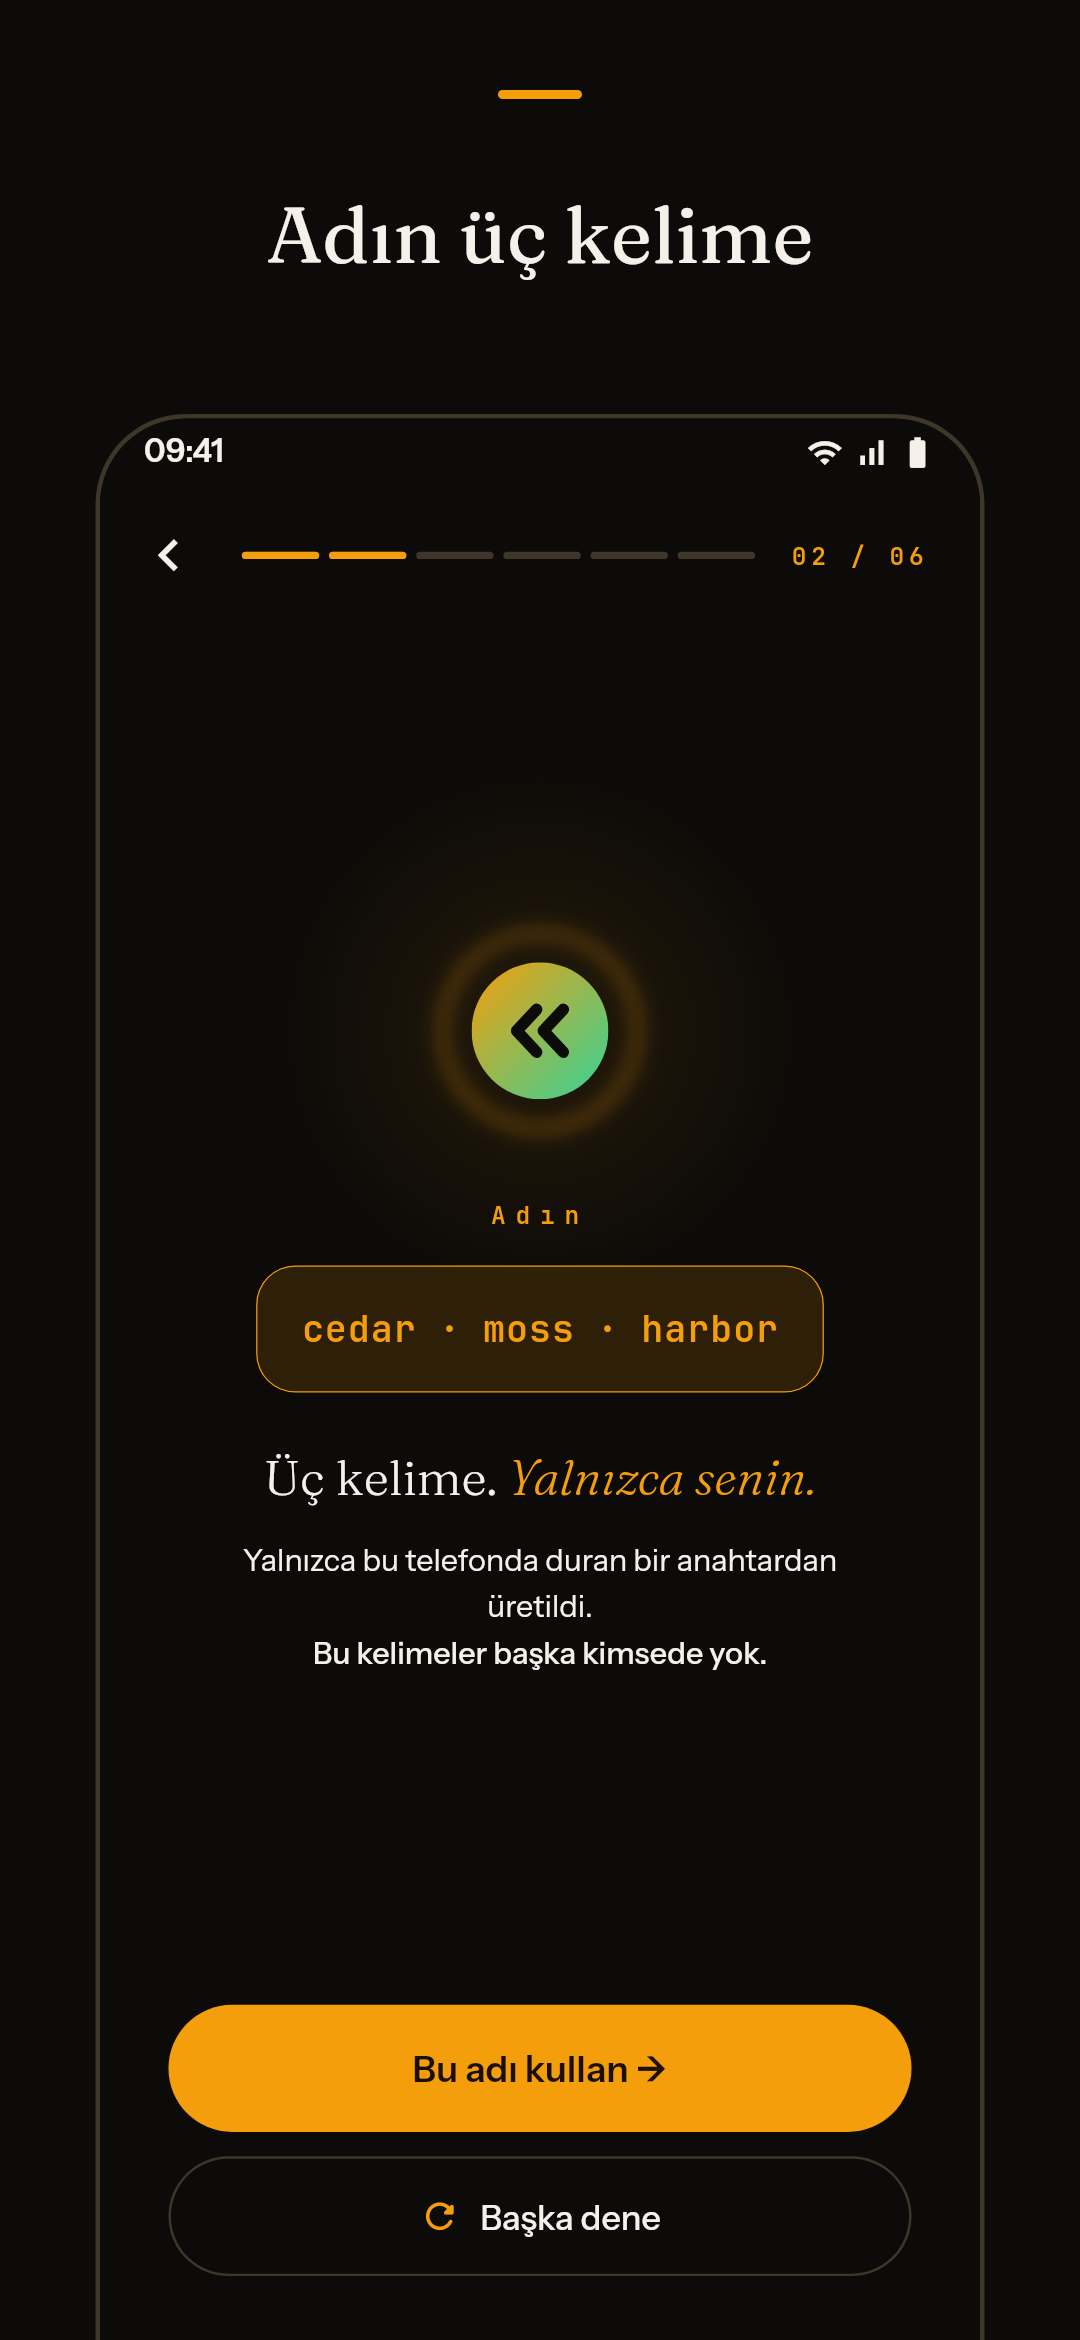 Adın üç kelime
09:41
02 / 06
Adın
cedar · moss · harbor
Üç kelime. Yalnızca senin.
Yalnızca bu telefonda duran bir anahtardan
üretildi.
Bu kelimeler başka kimsede yok.
Bu adı kullan →
Başka dene